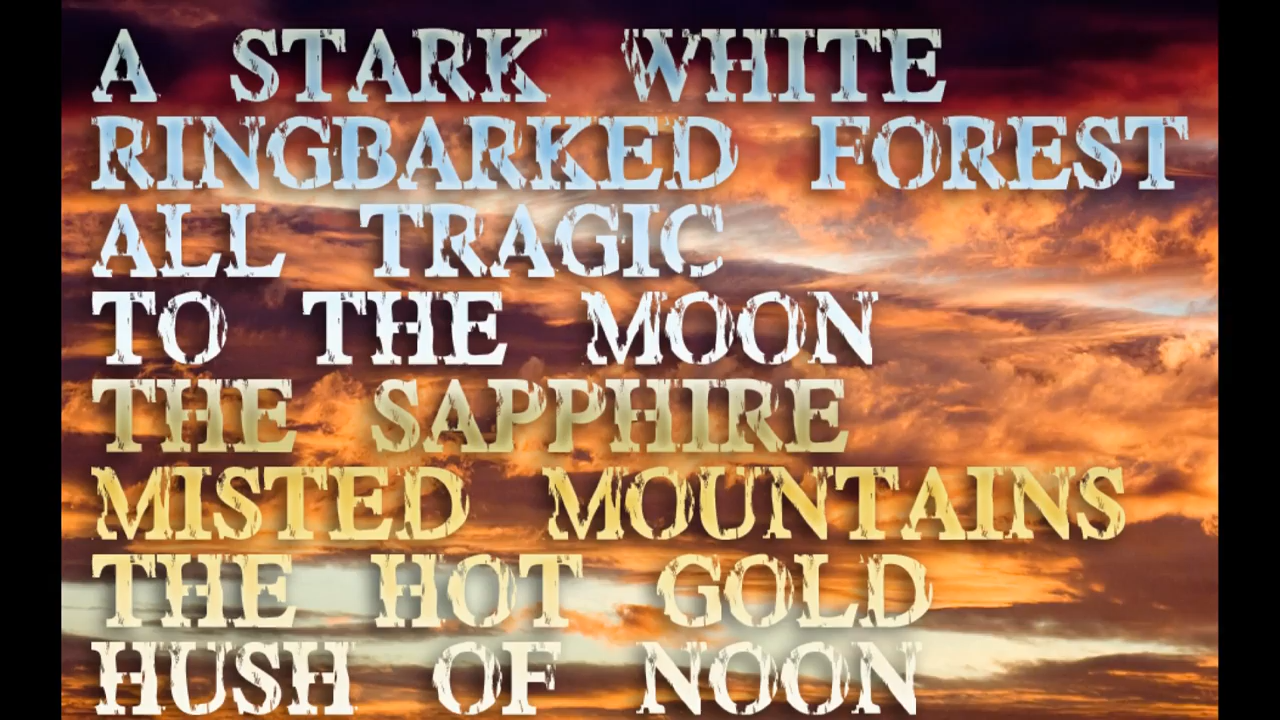 A STARK WHITE
RINGBARKED FOREST
ALL TRAGIC
TO THE MOON
THE SAPPHIRE
MISTED MOUNTAINS
THE HOT GOLD
HUSH OF NOON